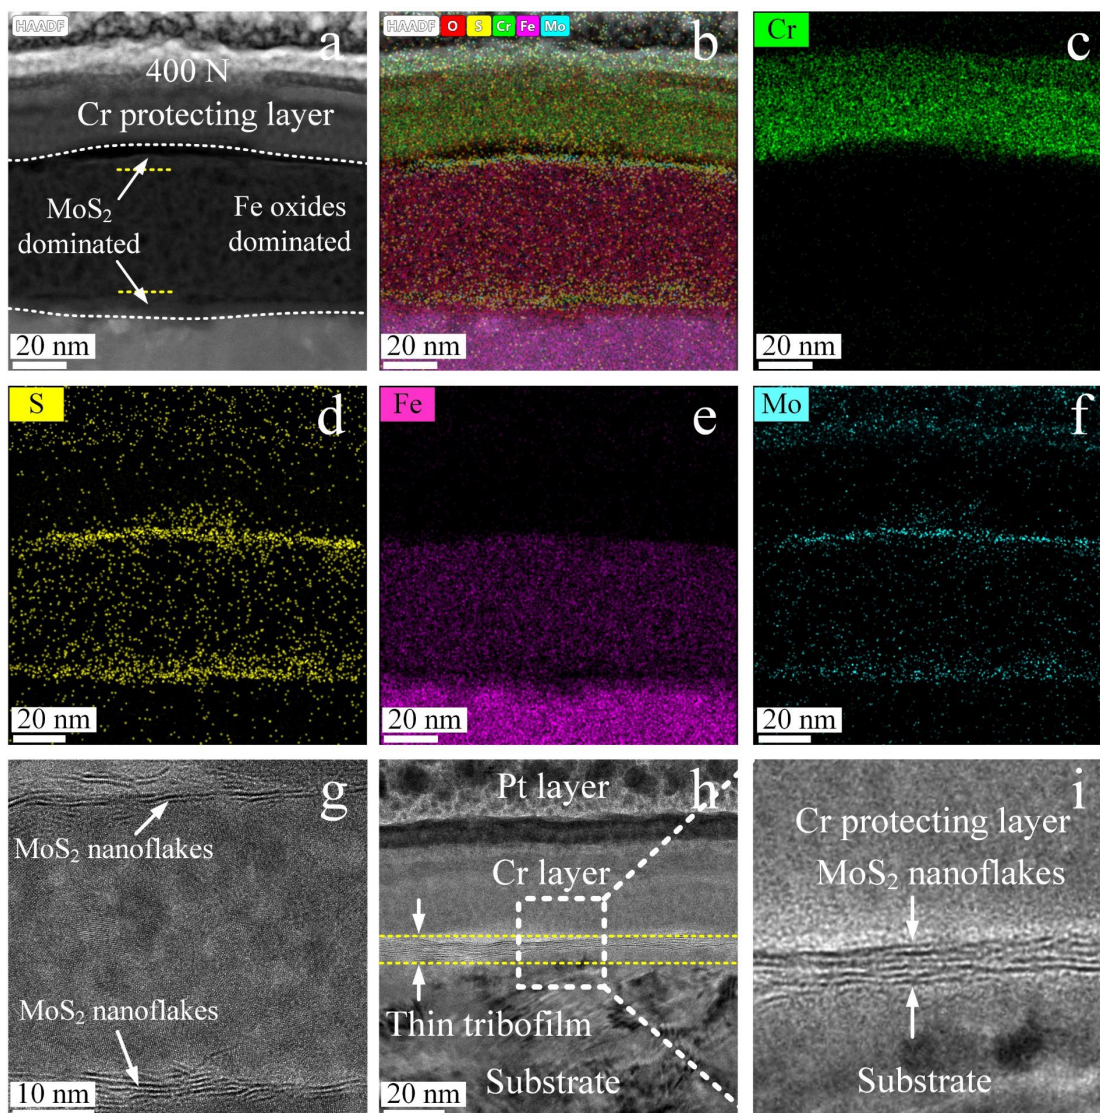 HAADF
a
400 N
Cr protecting layer
MoS₂
dominated
Fe oxides
dominated
20 nm
HAADF O S Cr Fe Mo
b
20 nm
Cr
c
20 nm
S
d
20 nm
Fe
e
20 nm
Mo
f
20 nm
g
MoS₂ nanoflakes
MoS₂ nanoflakes
10 nm
Pt layer
h
Cr layer
Thin tribofilm
Substrate
20 nm
i
Cr protecting layer
MoS₂ nanoflakes
Substrate